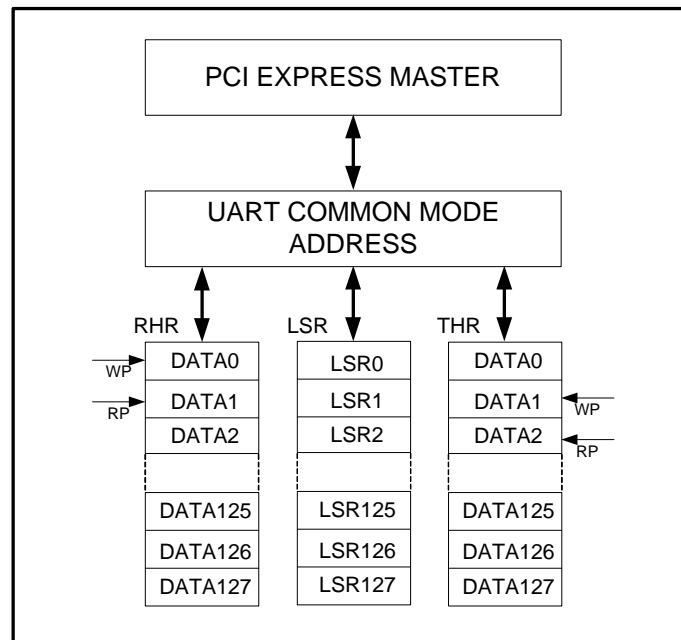 PCI EXPRESS MASTER
UART COMMON MODE
ADDRESS
RHR LSR THR
DATA0 LSR0 DATA0
WP
DATA1 LSR1 DATA1
RP WP
DATA2 LSR2 DATA2
RP
DATA125 LSR125 DATA125
DATA126 LSR126 DATA126
DATA127 LSR127 DATA127